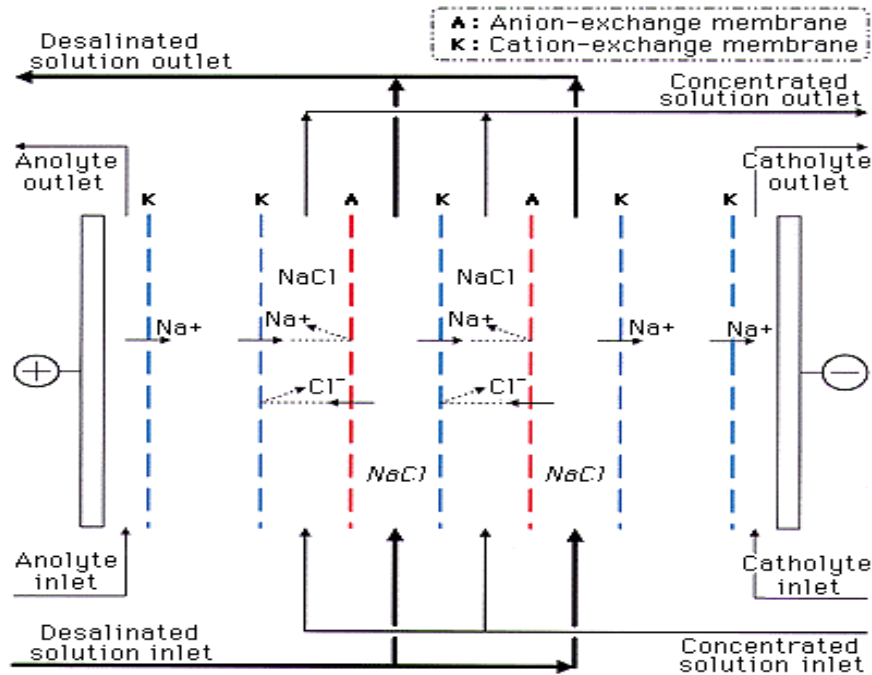 A: Anion-exchange membrane
K: Cation-exchange membrane
Desalinated
solution outlet
Concentrated
solution outlet
Anolyte
outlet
Catholyte
outlet
K K A K A K K
NaCl NaCl
Na+ Na+ Na+ Na+ Na+
+ −
Cl⁻ Cl⁻
NaCl NaCl
Anolyte
inlet
Catholyte
inlet
Desalinated
solution inlet
Concentrated
solution inlet